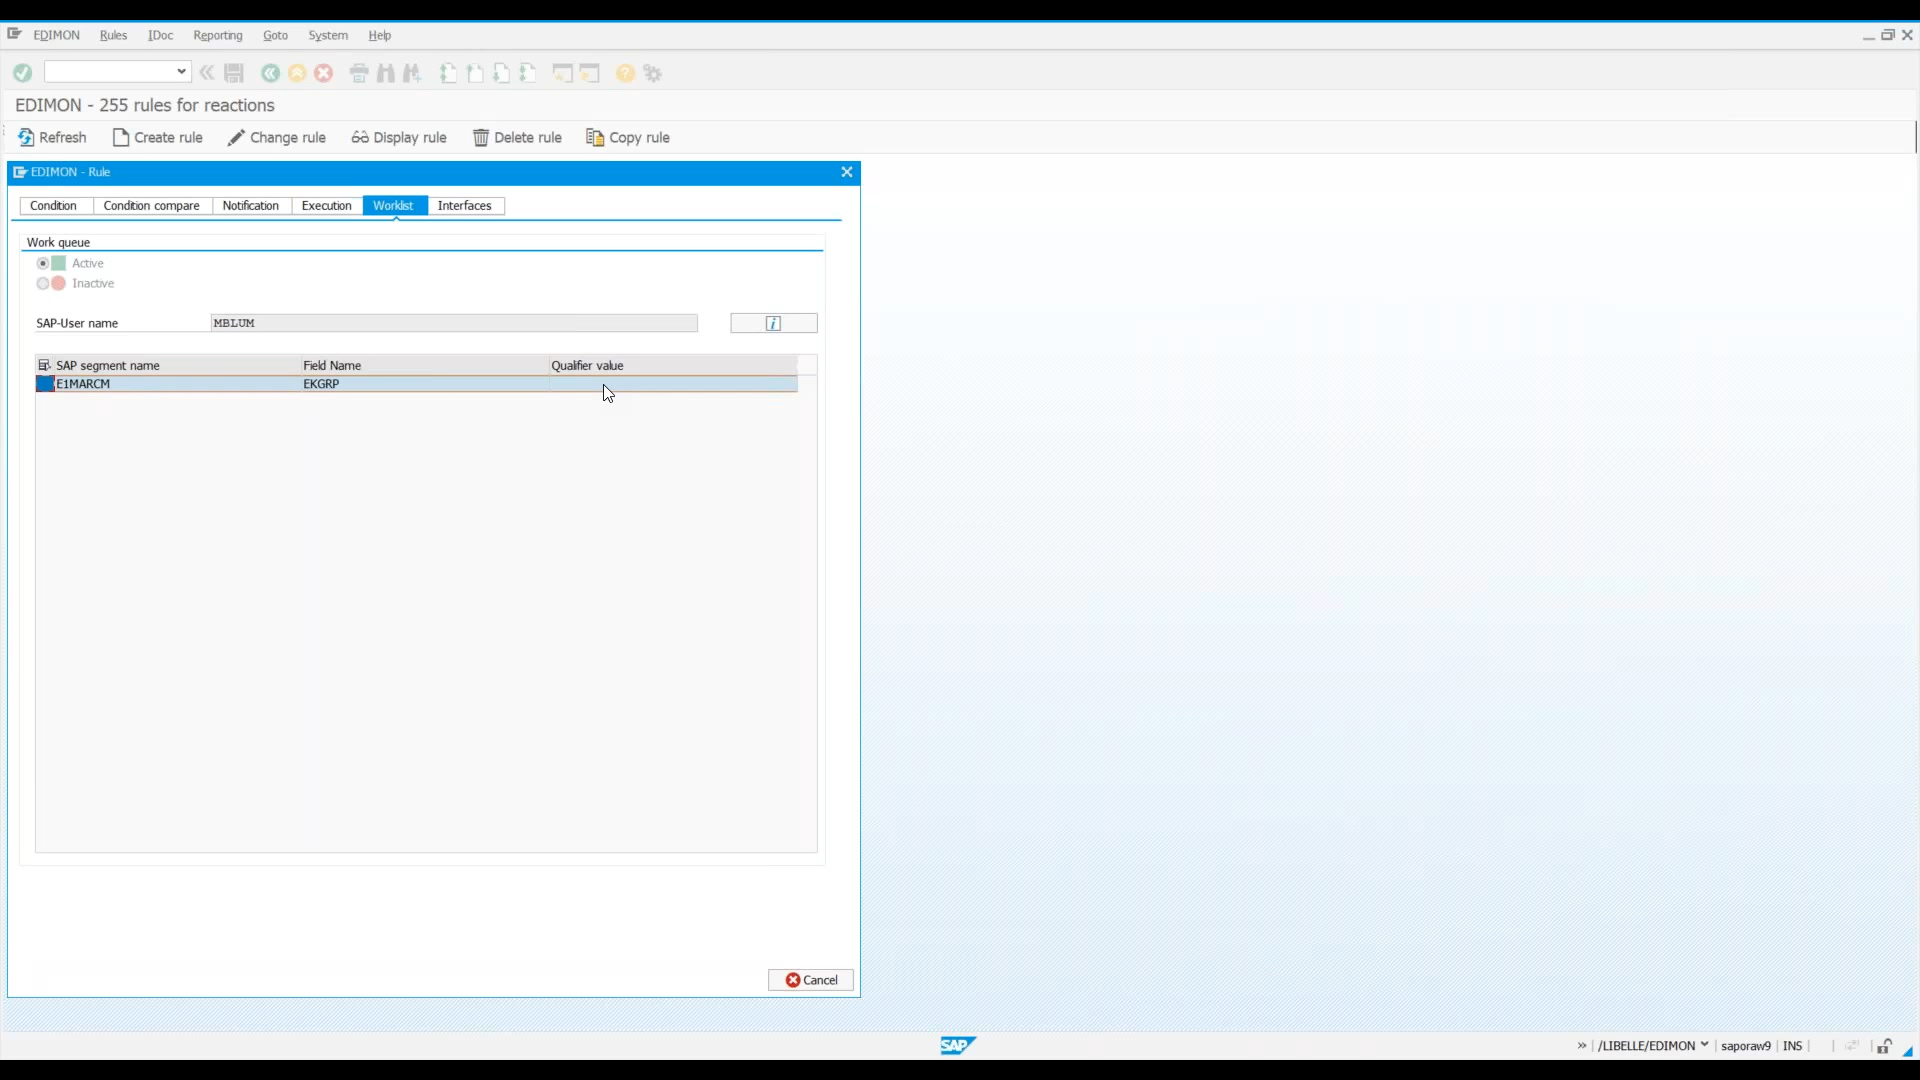 EDIMON Rules IDoc Reporting Goto System Help
EDIMON - 255 rules for reactions
Refresh Create rule Change rule Display rule Delete rule Copy rule
EDIMON - Rule
Condition Condition compare Notification Execution Worklist Interfaces
Work queue
Active
Inactive
SAP-User name MBLUM
SAP segment name Field Name Qualifier value
E1MARCM EKGRP
Cancel
SAP » /LIBELLE/EDIMON saporaw9 INS